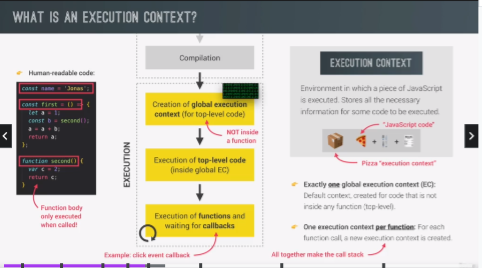 WHAT IS AN EXECUTION CONTEXT?
Human-readable code:
const name = 'Jonas';
const first = () => {
let a = 1;
const b = second();
a = a + b;
return a;
};
function second() {
var c = 2;
return c;
}
Function body
only executed
when called!
EXECUTION
Compilation
Creation of global execution
context (for top-level code)
NOT inside
a function
Execution of top-level code
(inside global EC)
Execution of functions and
waiting for callbacks
Example: click event callback
EXECUTION CONTEXT
Environment in which a piece of JavaScript
is executed. Stores all the necessary
information for some code to be executed.
"JavaScript code"
Pizza "execution context"
Exactly one global execution context (EC):
Default context, created for code that is not
inside any function (top-level).
One execution context per function: For each
function call, a new execution context is created.
All together make the call stack